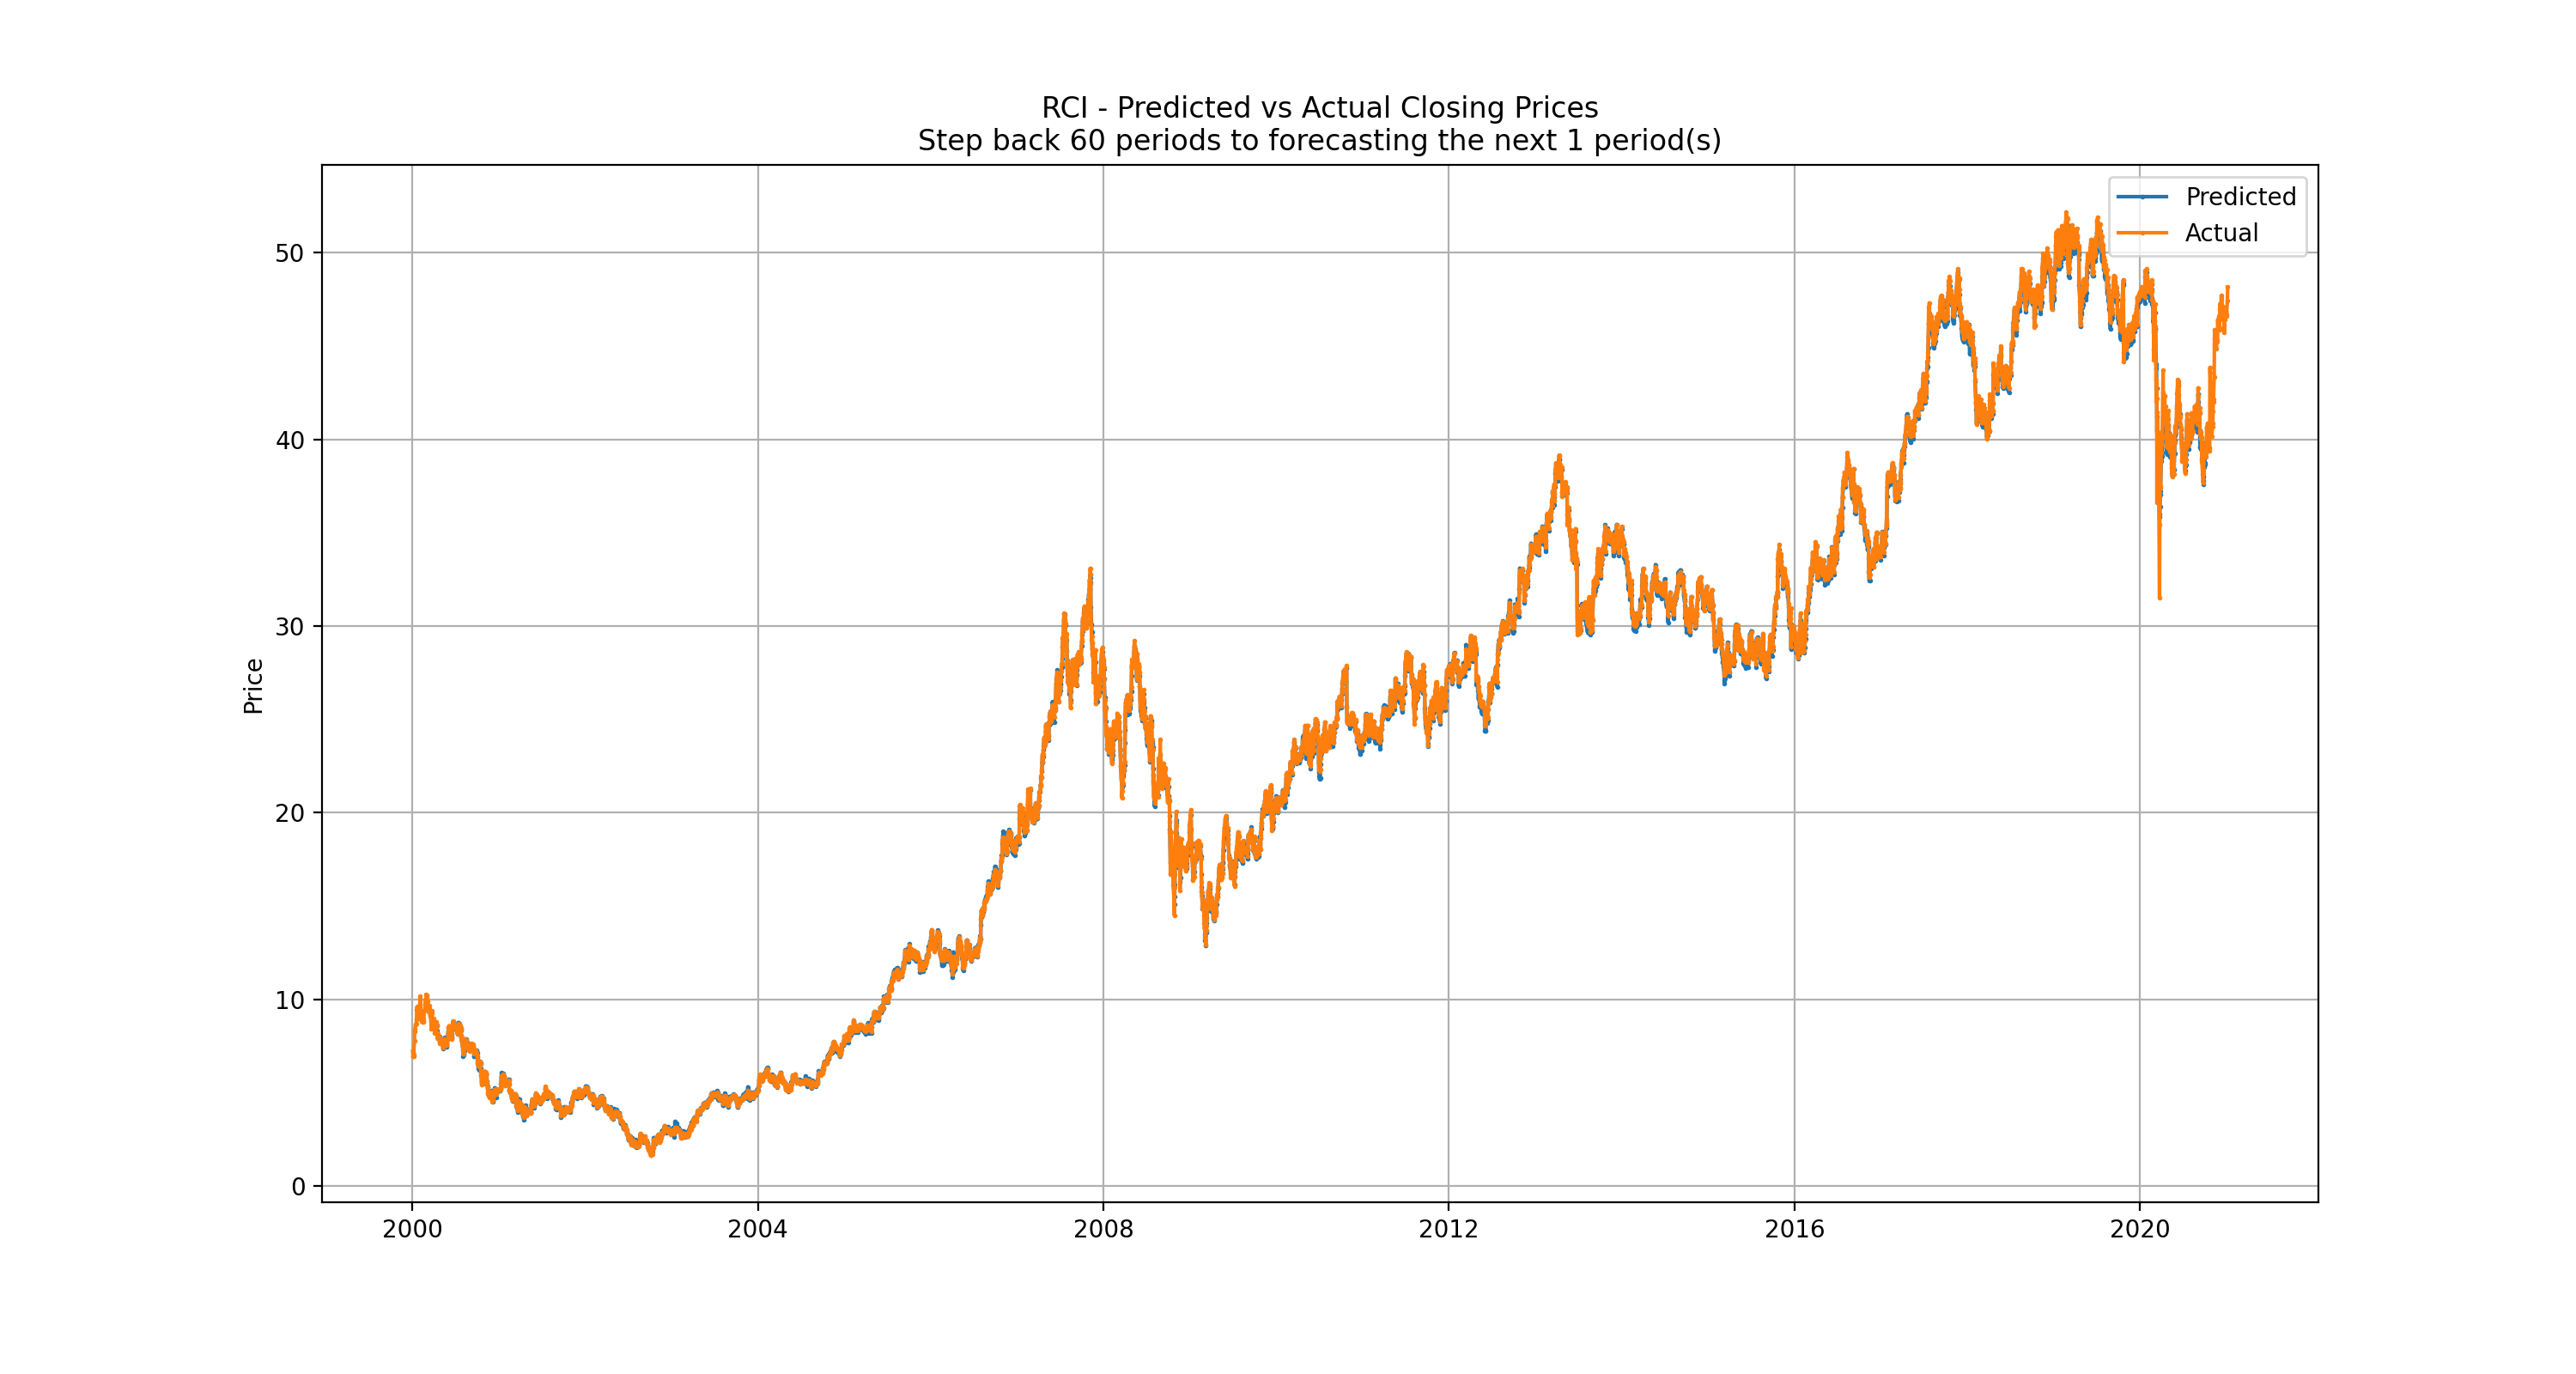 RCI - Predicted vs Actual Closing Prices
Step back 60 periods to forecasting the next 1 period(s)
Predicted
Actual
50
40
30
20
10
0
Price
2000
2004
2008
2012
2016
2020